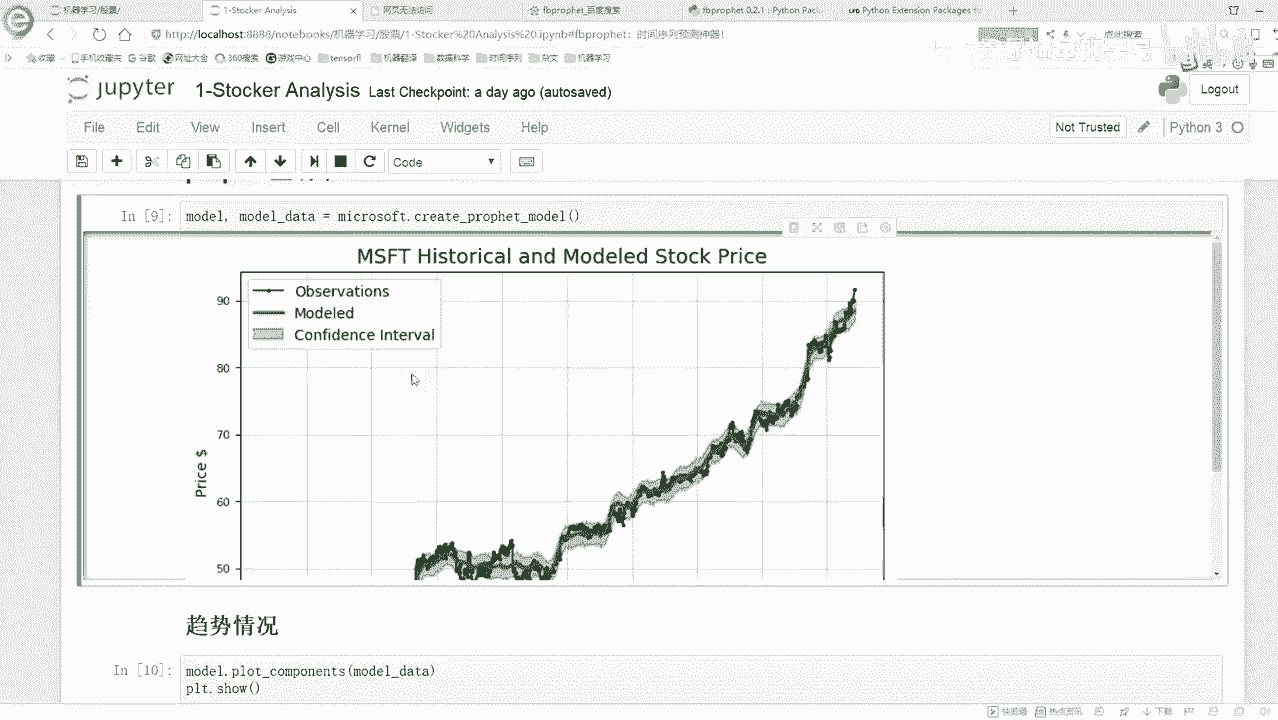 机器学习/股票/
1-Stocker Analysis
网页无法访问
fbprophet_百度搜索
fbprophet 0.2.1 : Python Pack
Python Extension Packages fo
http://localhost:8888/notebooks/机器学习/股票/1-Stocker%20Analysis%20.ipynb#fbprophet：时间序列预测神器!
点此搜索
收藏
手机收藏夹
谷歌
网址大全
360搜索
游戏中心
tensorfl
机器翻译
数据科学
时间序列
杂文
机器学习
jupyter
1-Stocker Analysis
Last Checkpoint: a day ago (autosaved)
Logout
File
Edit
View
Insert
Cell
Kernel
Widgets
Help
Not Trusted
Python 3
Code
In [9]:
model, model_data = microsoft.create_prophet_model()
MSFT Historical and Modeled Stock Price
Observations
Modeled
Confidence Interval
90
80
70
60
50
Price $
趋势情况
In [10]:
model.plot_components(model_data)
plt.show()
快剪辑
热点资讯
下载